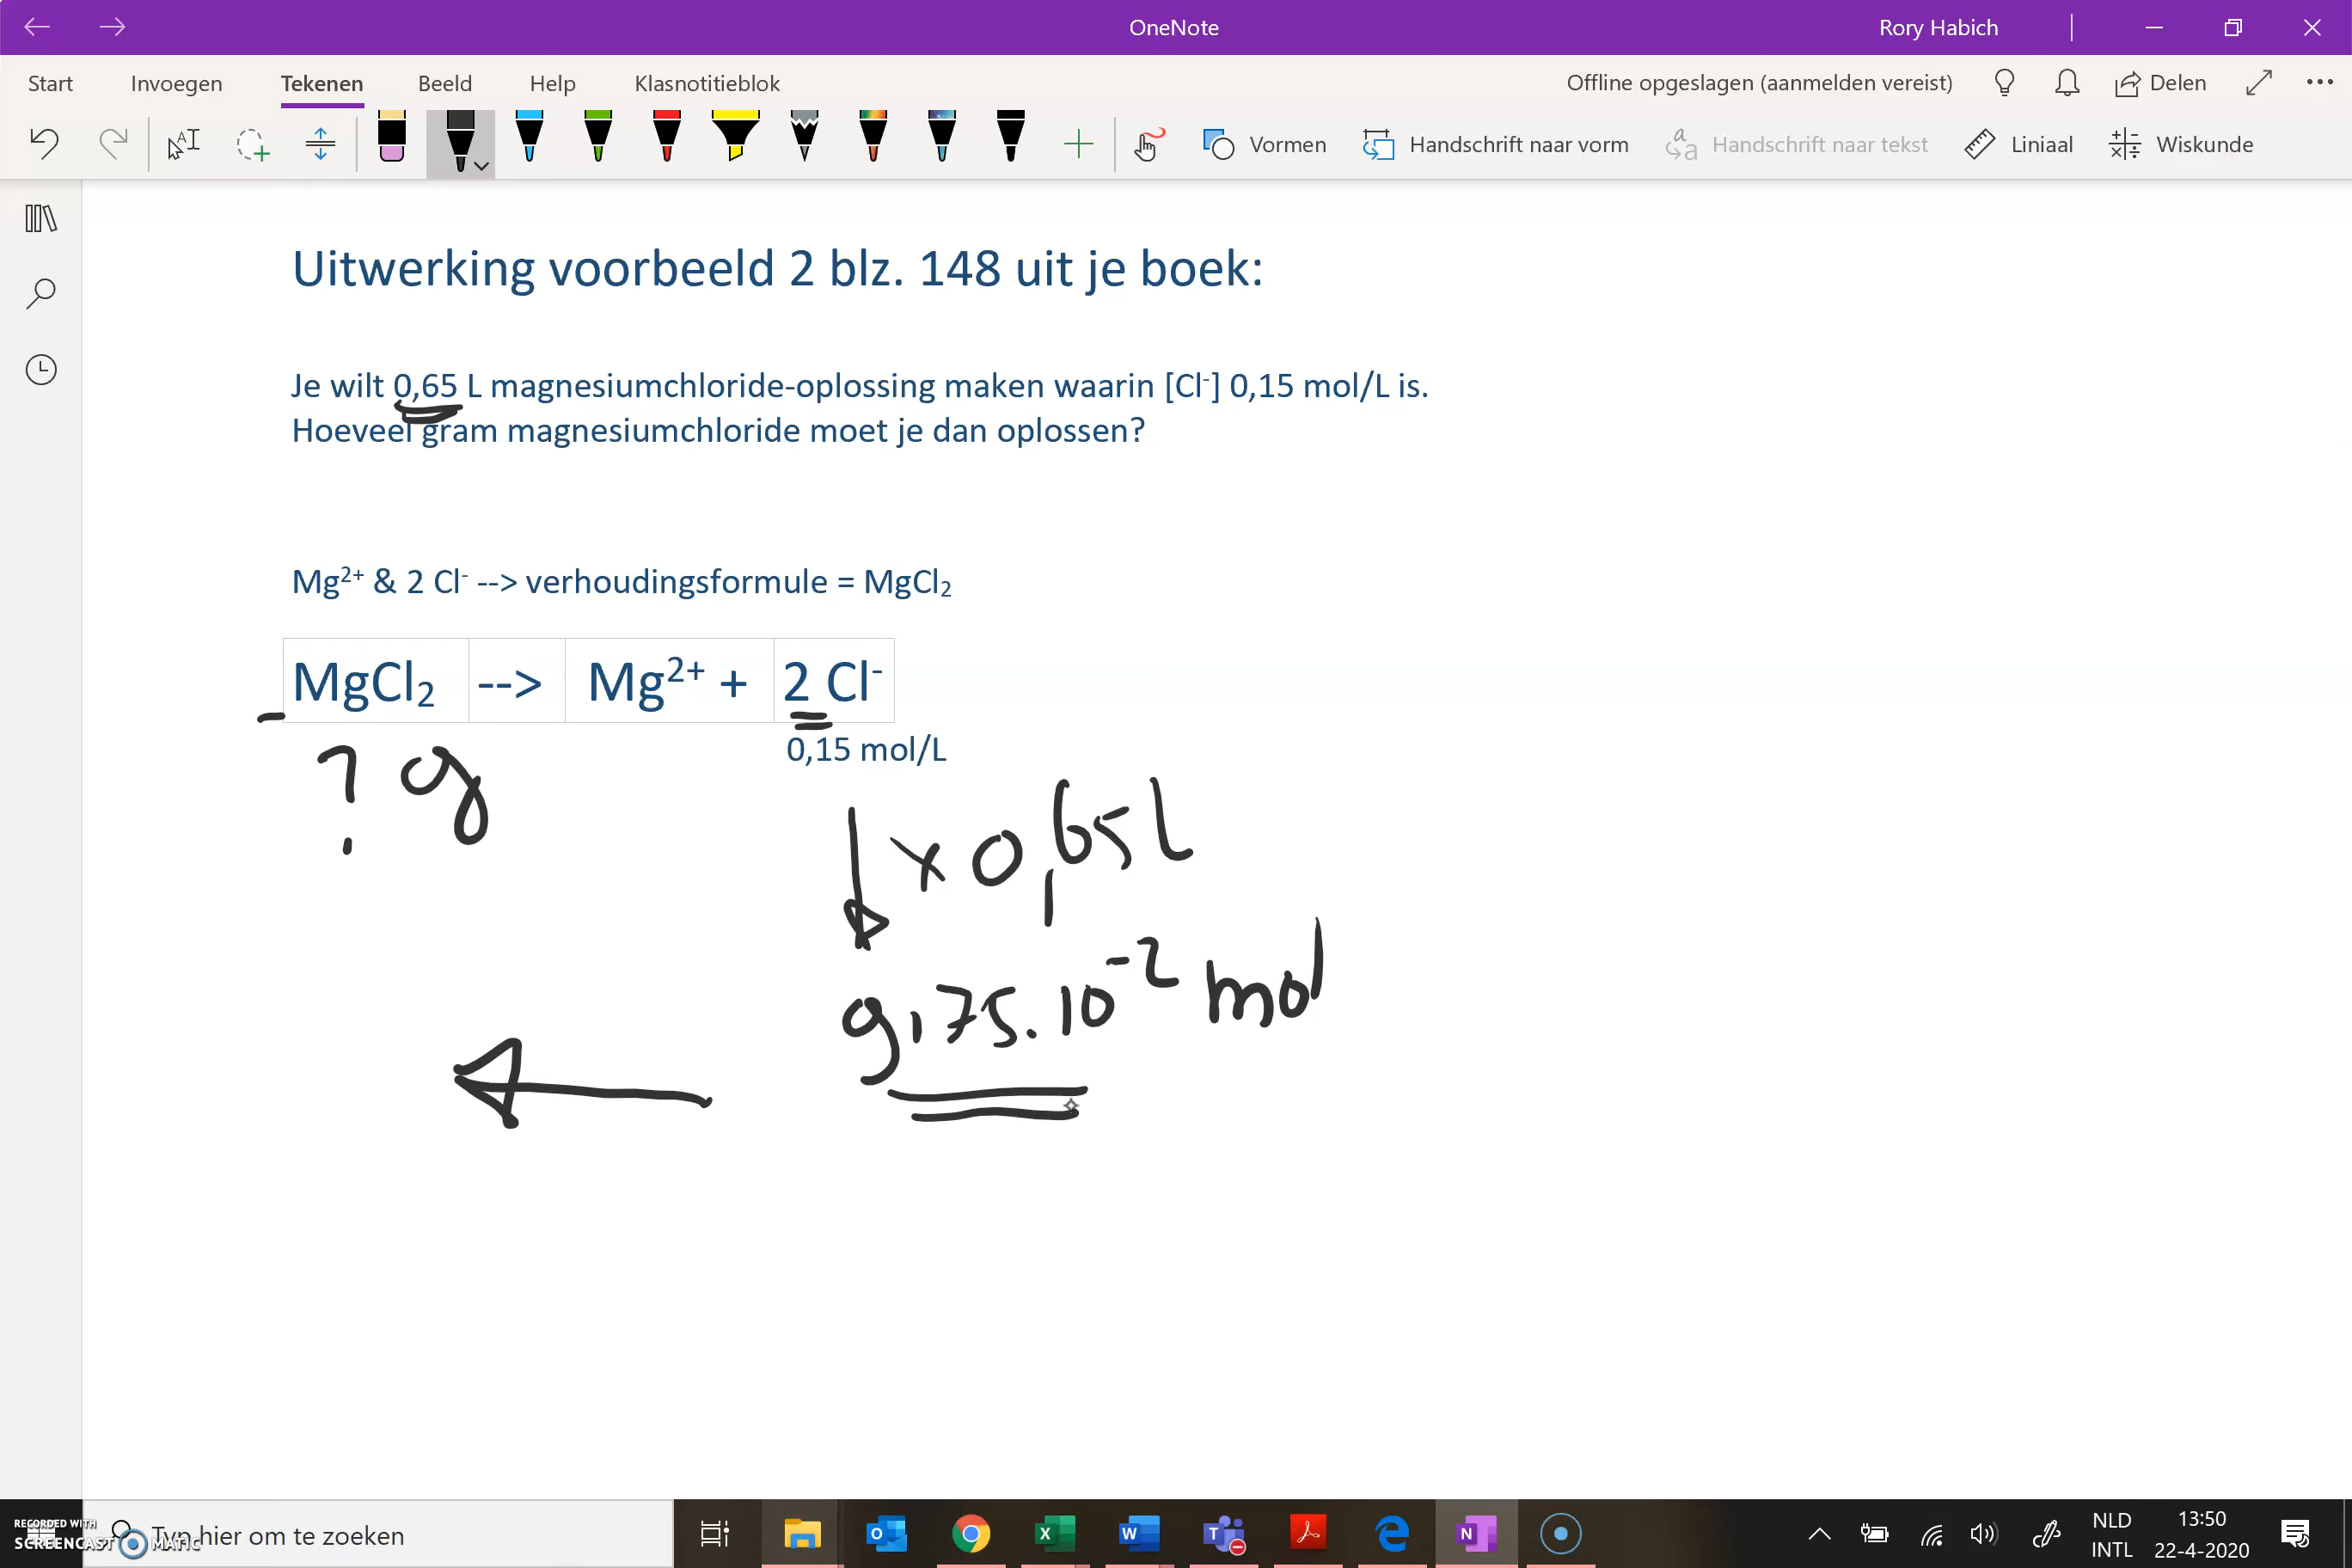 OneNote
Rory Habich
Start Invoegen Tekenen Beeld Help Klasnotitieblok
Offline opgeslagen (aanmelden vereist) Delen
Vormen Handschrift naar vorm Handschrift naar tekst Liniaal Wiskunde
Uitwerking voorbeeld 2 blz. 148 uit je boek:
Je wilt 0,65 L magnesiumchloride-oplossing maken waarin [Cl⁻] 0,15 mol/L is.
Hoeveel gram magnesiumchloride moet je dan oplossen?
Mg²⁺ & 2 Cl⁻ --> verhoudingsformule = MgCl₂
MgCl₂ --> Mg²⁺ + 2 Cl⁻
0,15 mol/L
? g
x 0,65 l
9,75.10⁻² mol
RECORDED WITH
SCREENCAST MATIC
Typ hier om te zoeken
NLD
INTL
13:50
22-4-2020